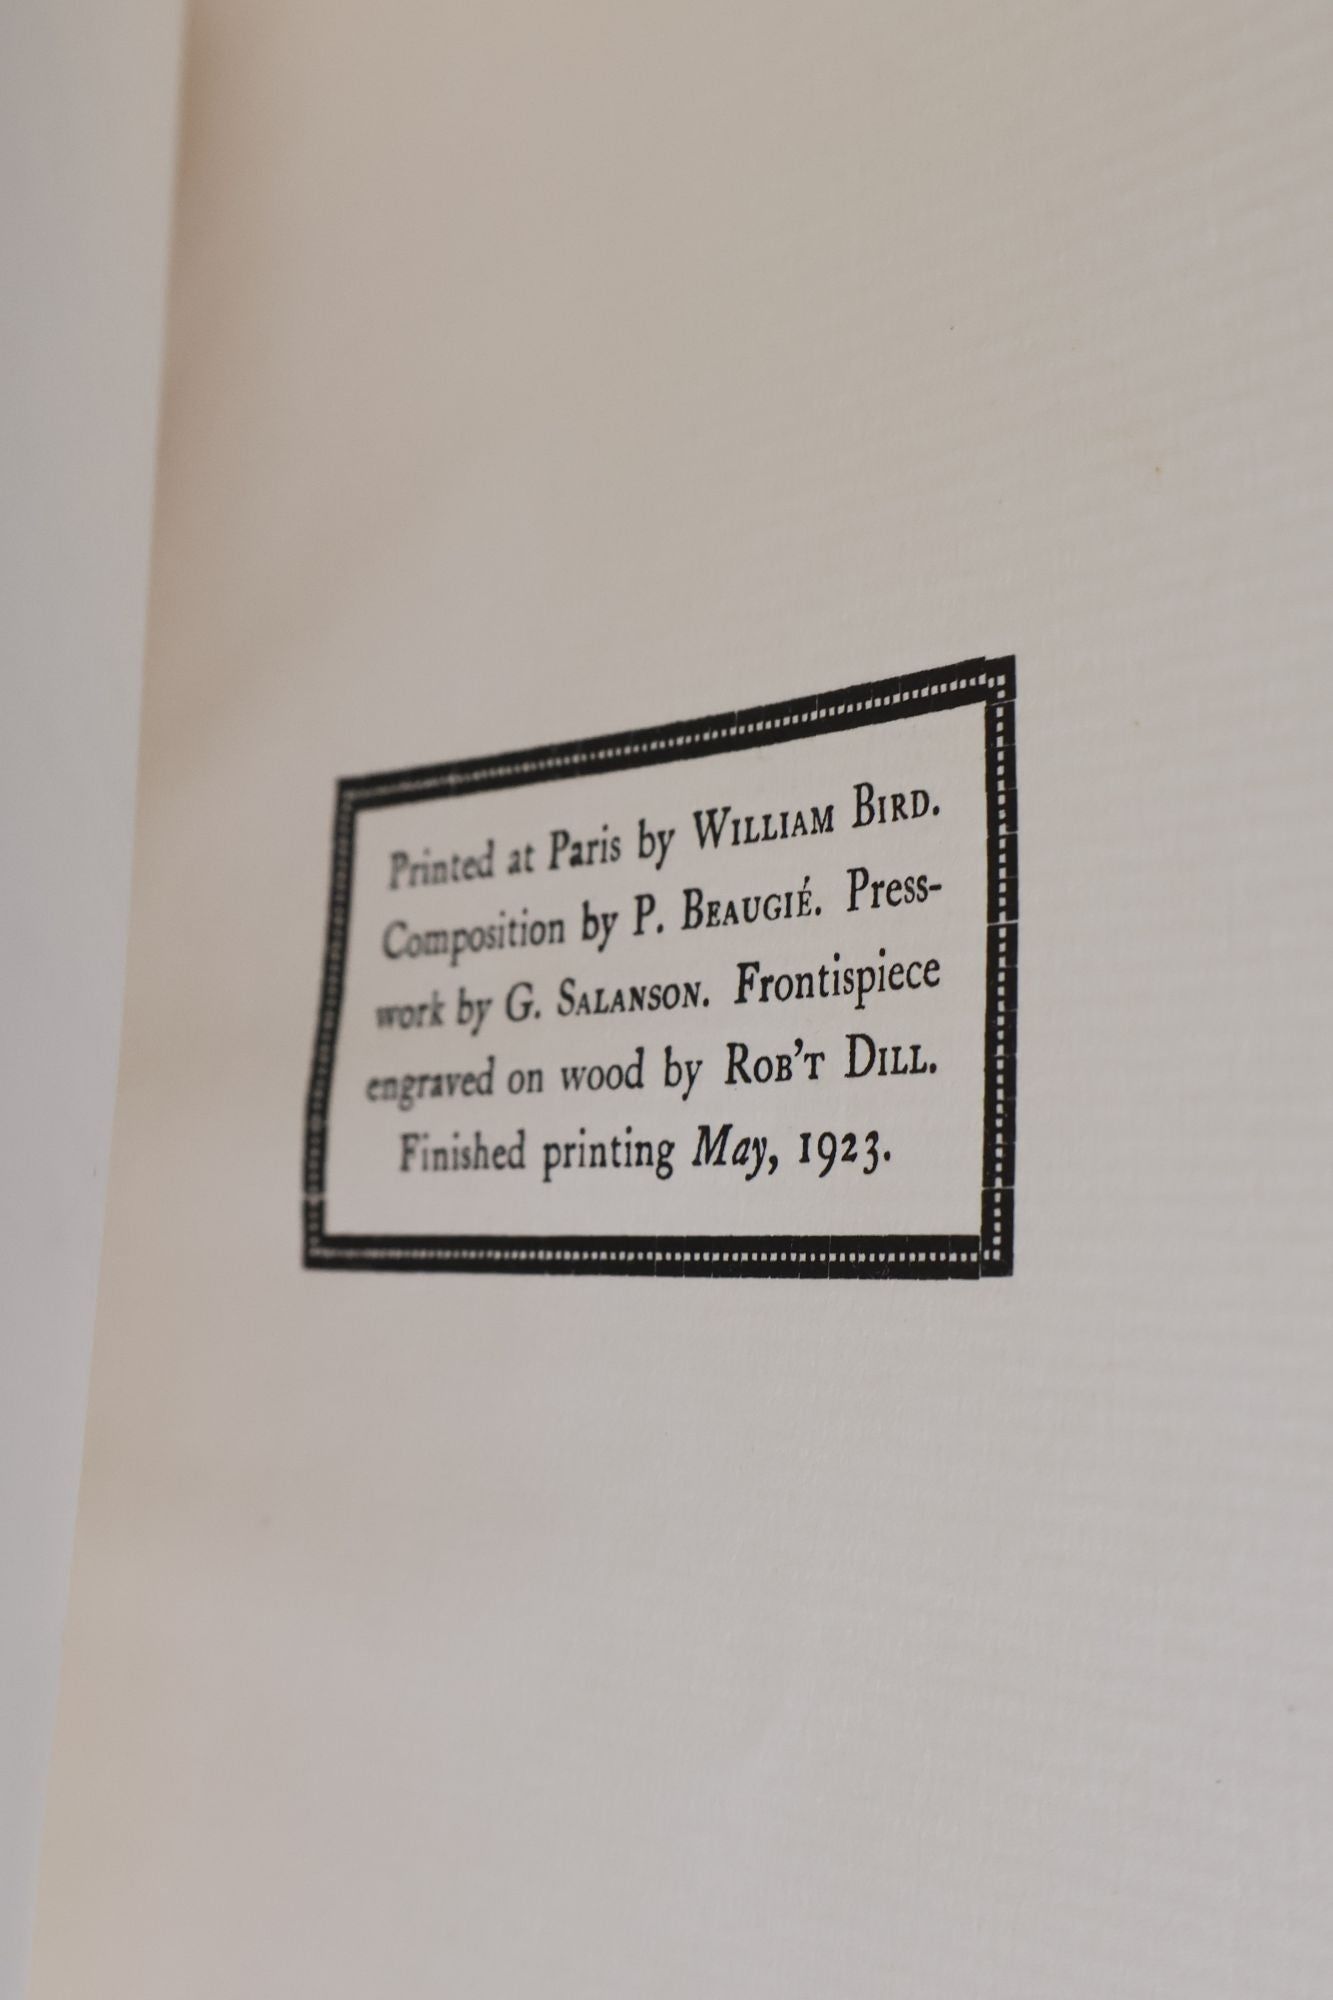 Printed at Paris by WILLIAM BIRD.
Composition by P. BEAUGIÉ. Press-
work by G. SALANSON. Frontispiece
engraved on wood by ROB'T DILL.
Finished printing May, 1923.